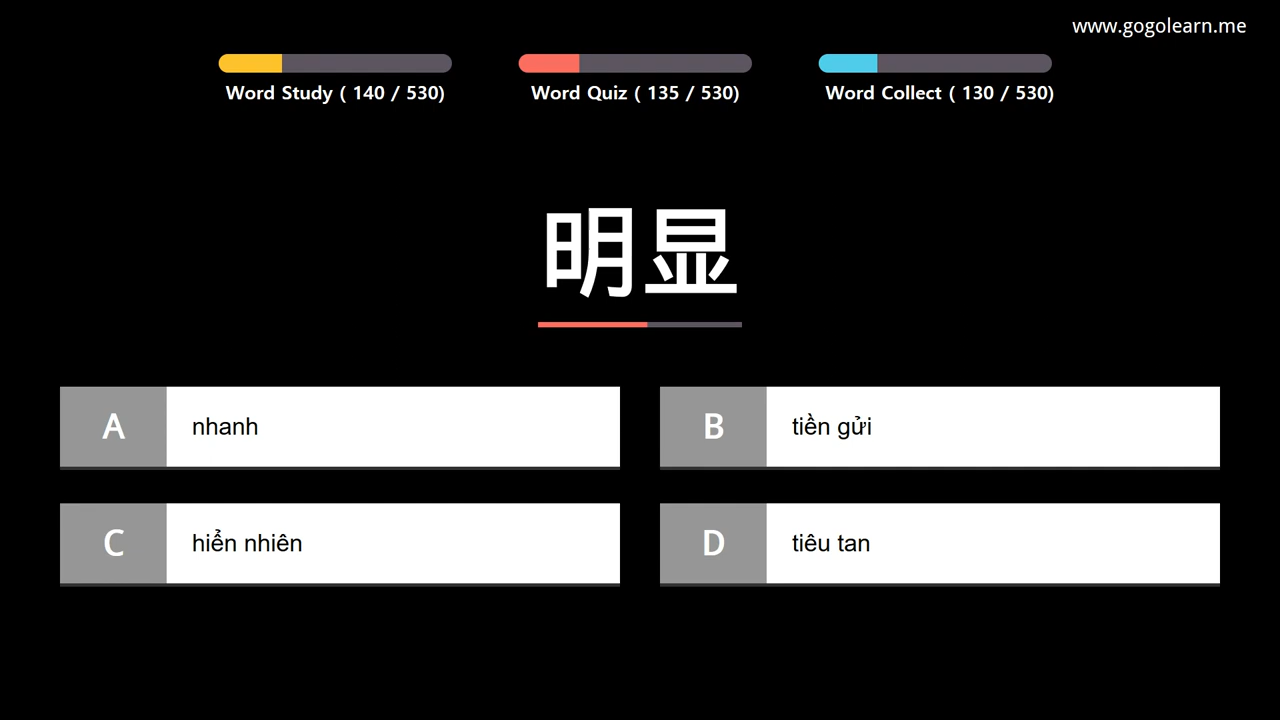 www.gogolearn.me
Word Study ( 140 / 530)
Word Quiz ( 135 / 530)
Word Collect ( 130 / 530)
明显
A nhanh
B tiền gửi
C hiển nhiên
D tiêu tan